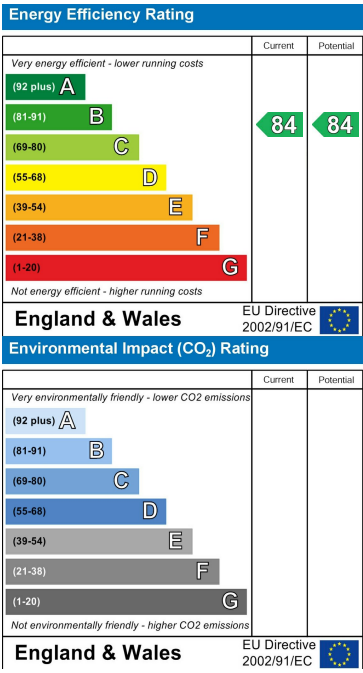 Energy Efficiency Rating
Current Potential
Very energy efficient - lower running costs
(92 plus) A
(81-91) B 84 84
(69-80) C
(55-68) D
(39-54) E
(21-38) F
(1-20) G
Not energy efficient - higher running costs
England & Wales EU Directive
2002/91/EC
Environmental Impact (CO₂) Rating
Current Potential
Very environmentally friendly - lower CO2 emissions
(92 plus) A
(81-91) B
(69-80) C
(55-68) D
(39-54) E
(21-38) F
(1-20) G
Not environmentally friendly - higher CO2 emissions
England & Wales EU Directive
2002/91/EC